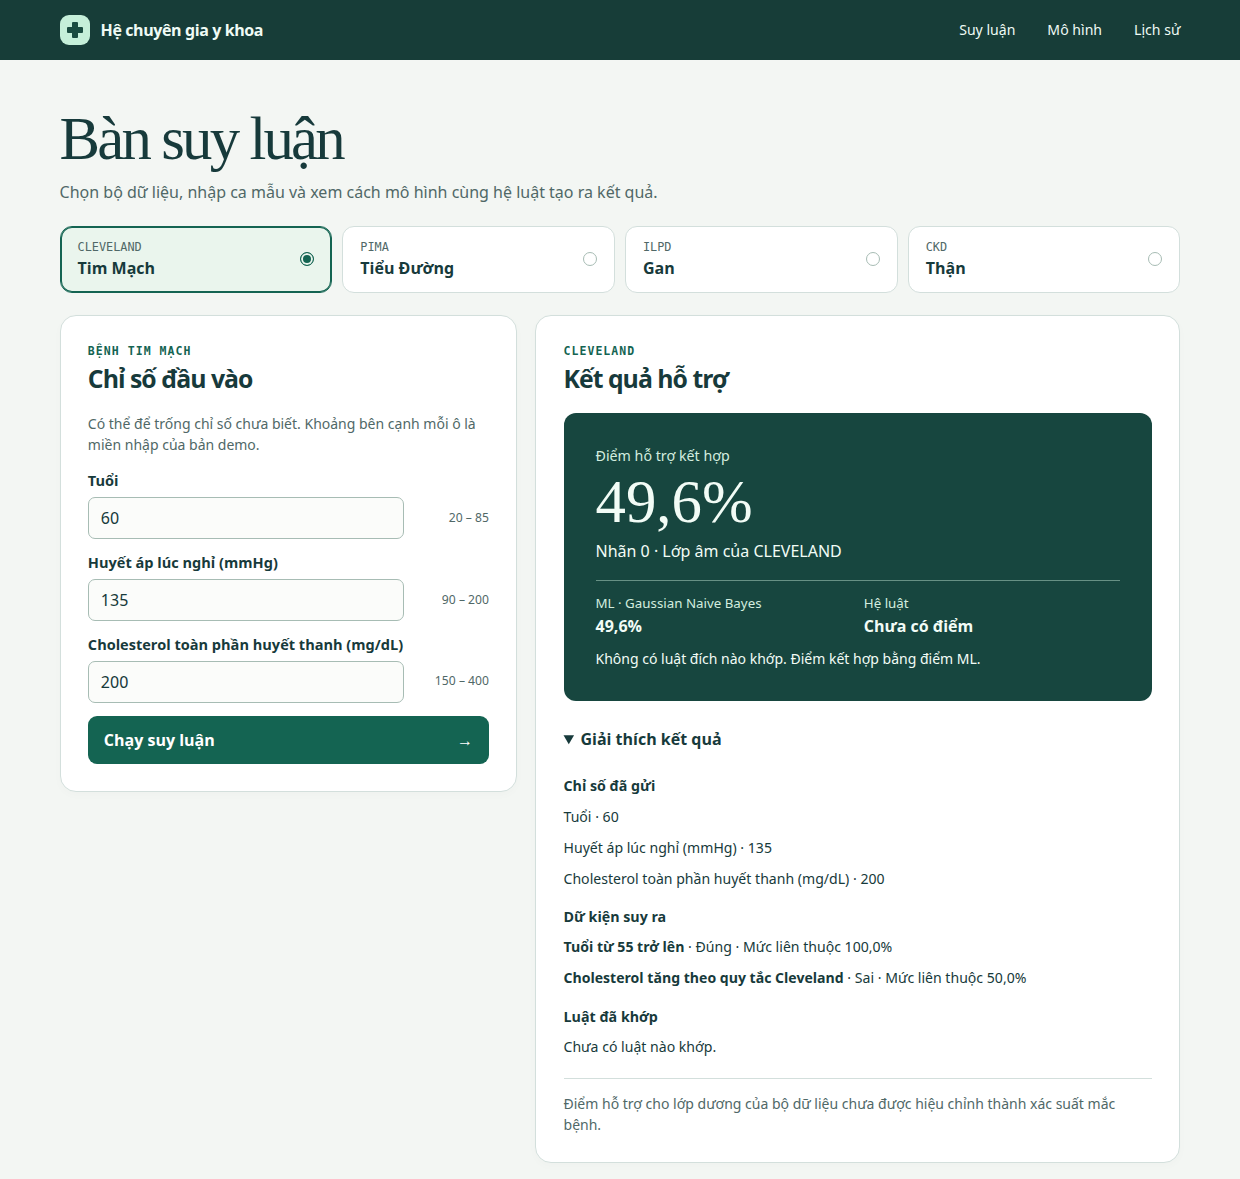 Hệ chuyên gia y khoa
Suy luận
Mô hình
Lịch sử
Bàn suy luận
Chọn bộ dữ liệu, nhập ca mẫu và xem cách mô hình cùng hệ luật tạo ra kết quả.
CLEVELAND
Tim Mạch
PIMA
Tiểu Đường
ILPD
Gan
CKD
Thận
BỆNH TIM MẠCH
Chỉ số đầu vào
Có thể để trống chỉ số chưa biết. Khoảng bên cạnh mỗi ô là
miền nhập của bản demo.
Tuổi
60
20 – 85
Huyết áp lúc nghỉ (mmHg)
135
90 – 200
Cholesterol toàn phần huyết thanh (mg/dL)
200
150 – 400
Chạy suy luận →
CLEVELAND
Kết quả hỗ trợ
Điểm hỗ trợ kết hợp
49,6%
Nhãn 0 · Lớp âm của CLEVELAND
ML · Gaussian Naive Bayes
49,6%
Hệ luật
Chưa có điểm
Không có luật đích nào khớp. Điểm kết hợp bằng điểm ML.
▼ Giải thích kết quả
Chỉ số đã gửi
Tuổi · 60
Huyết áp lúc nghỉ (mmHg) · 135
Cholesterol toàn phần huyết thanh (mg/dL) · 200
Dữ kiện suy ra
Tuổi từ 55 trở lên · Đúng · Mức liên thuộc 100,0%
Cholesterol tăng theo quy tắc Cleveland · Sai · Mức liên thuộc 50,0%
Luật đã khớp
Chưa có luật nào khớp.
Điểm hỗ trợ cho lớp dương của bộ dữ liệu chưa được hiệu chỉnh thành xác suất mắc
bệnh.